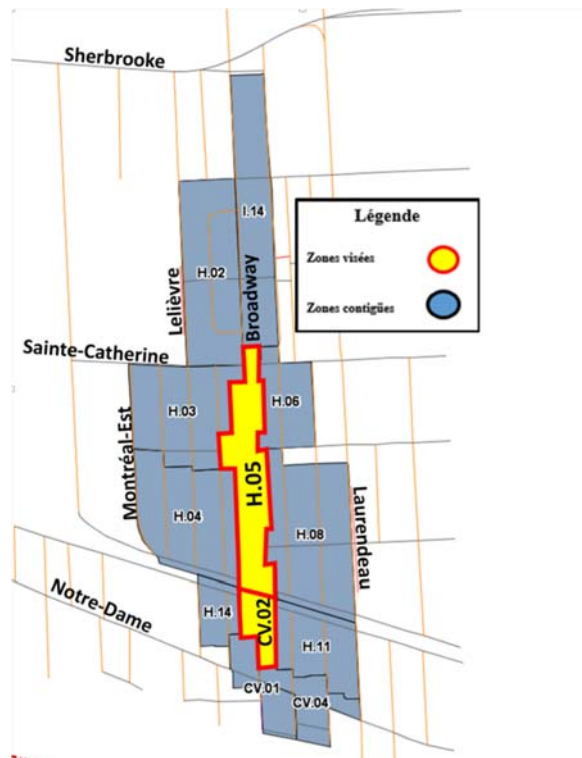 Sherbrooke
I.14
Légende
H.02
Zones visées
Lelièvre
Broadway
Zones contigües
Sainte-Catherine
H.03
H.06
Montréal-Est
H.05
H.04
H.08
Laurendeau
Notre-Dame
H.14
CV.02
H.11
CV.01
CV.04